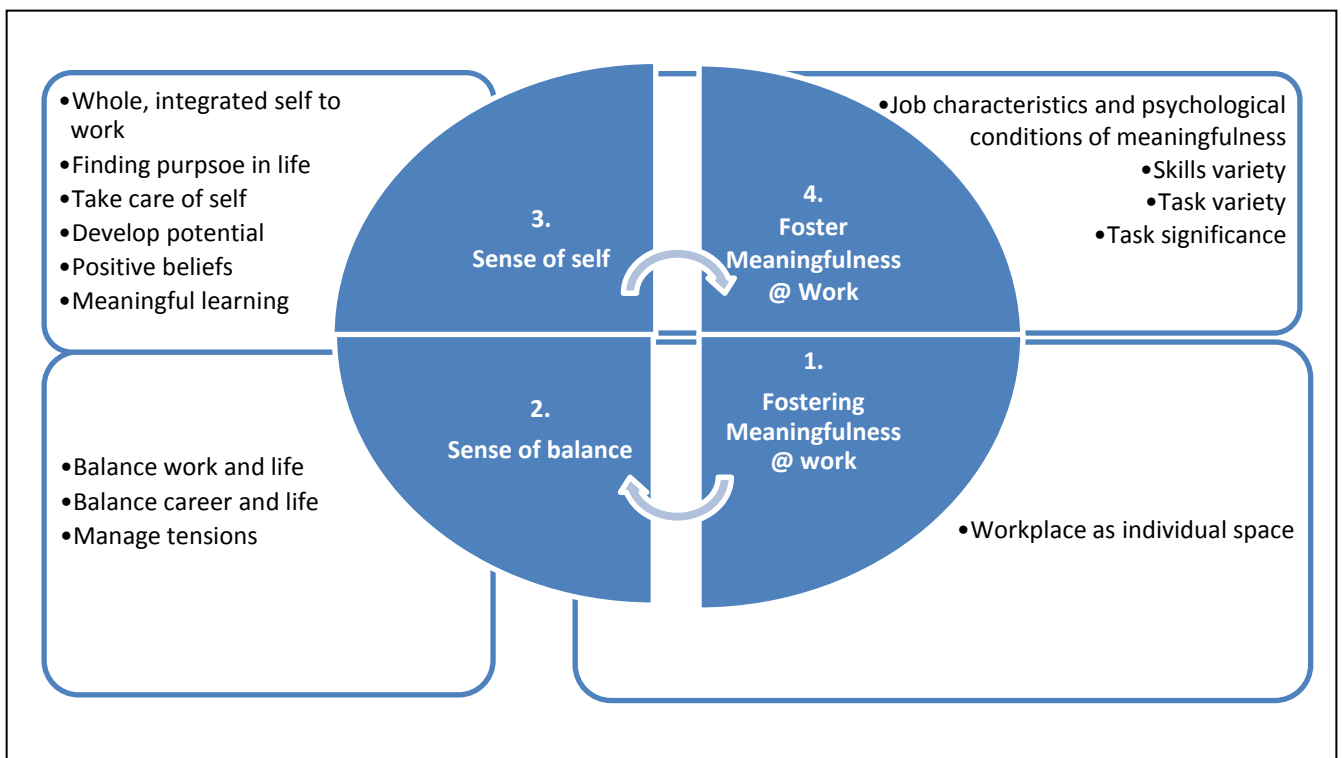 •Whole, integrated self to
work
•Finding purpsoe in life
•Take care of self
•Develop potential
•Positive beliefs
•Meaningful learning
3.
Sense of self
4.
Foster
Meaningfulness
@ Work
•Job characteristics and psychological
conditions of meaningfulness
•Skills variety
•Task variety
•Task significance
•Balance work and life
•Balance career and life
•Manage tensions
2.
Sense of balance
1.
Fostering
Meaningfulness
@ work
•Workplace as individual space